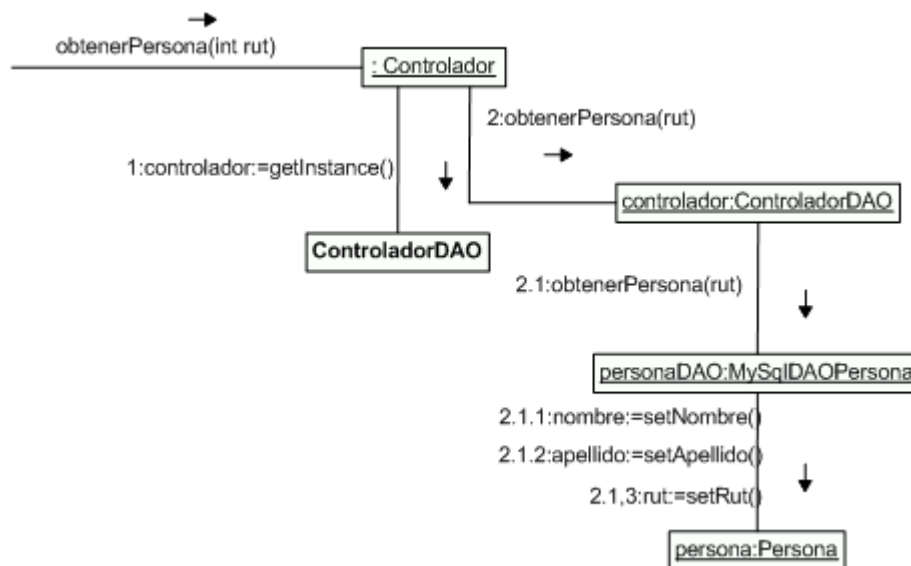 obtenerPersona(int rut)
: Controlador
2:obtenerPersona(rut)
1:controlador:=getInstance()
controlador:ControladorDAO
ControladorDAO
2.1:obtenerPersona(rut)
personaDAO:MySqlDAOPersona
2.1.1:nombre:=setNombre()
2.1.2:apellido:=setApellido()
2.1,3:rut:=setRut()
persona:Persona